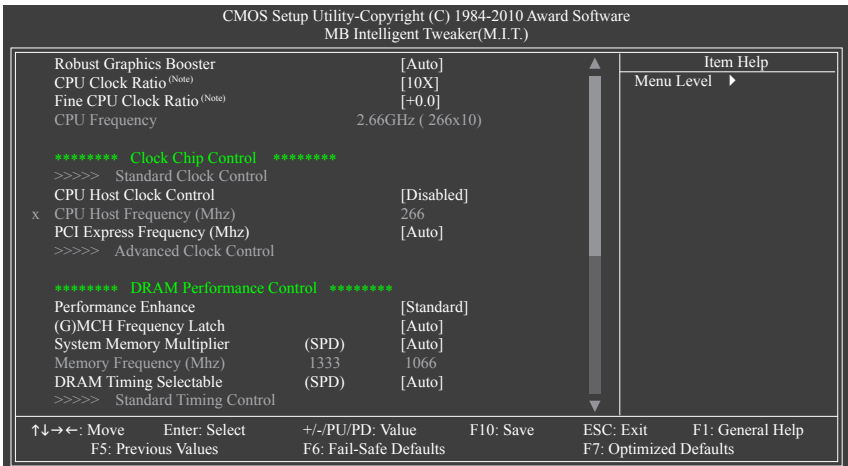 CMOS Setup Utility-Copyright (C) 1984-2010 Award Software
MB Intelligent Tweaker(M.I.T.)
Robust Graphics Booster [Auto]
CPU Clock Ratio (Note) [10X]
Fine CPU Clock Ratio (Note) [+0.0]
CPU Frequency 2.66GHz ( 266x10)
******** Clock Chip Control ********
>>>>> Standard Clock Control
CPU Host Clock Control [Disabled]
x CPU Host Frequency (Mhz) 266
PCI Express Frequency (Mhz) [Auto]
>>>>> Advanced Clock Control
******** DRAM Performance Control ********
Performance Enhance [Standard]
(G)MCH Frequency Latch [Auto]
System Memory Multiplier (SPD) [Auto]
Memory Frequency (Mhz) 1333 1066
DRAM Timing Selectable (SPD) [Auto]
>>>>> Standard Timing Control
Item Help
Menu Level
↑↓→←: Move Enter: Select +/-/PU/PD: Value F10: Save ESC: Exit F1: General Help
F5: Previous Values F6: Fail-Safe Defaults F7: Optimized Defaults